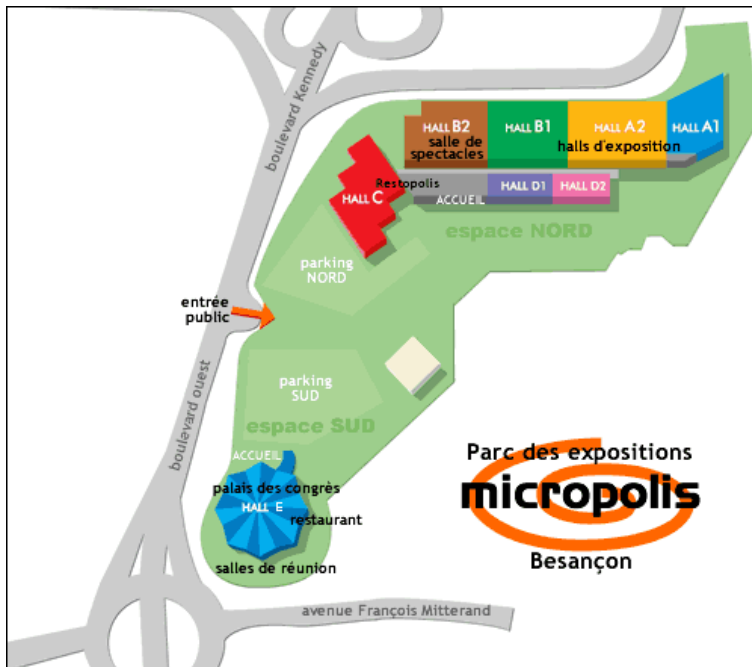 boulevard Kennedy
HALL B2
salle de
spectacles
HALL B1
HALL A2
halls d'exposition
HALL A1
Restopolis
HALL C
ACCUEIL
HALL D1
HALL D2
espace NORD
parking
NORD
entrée
public
boulevard ouest
parking
SUD
espace SUD
ACCUEIL
palais des congrès
HALL E
restaurant
salles de réunion
Parc des expositions
micropolis
Besançon
avenue François Mitterand